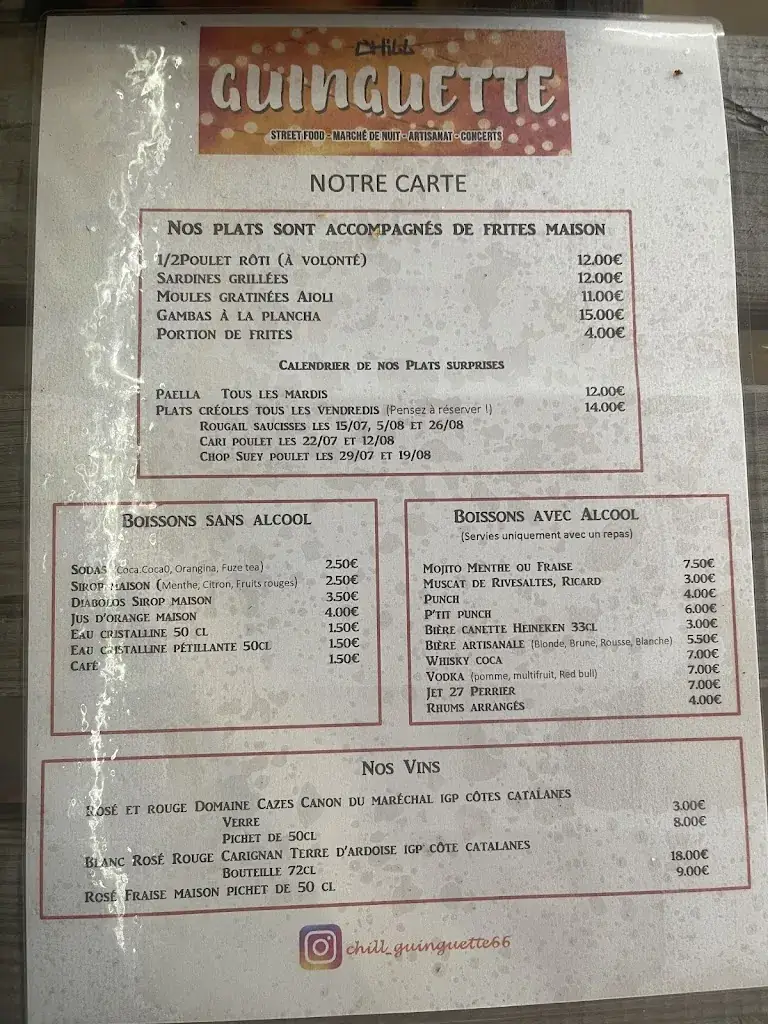 CHILL
GUINGUETTE
STREET FOOD - MARCHÉ DE NUIT - ARTISANAT - CONCERTS
NOTRE CARTE
NOS PLATS SONT ACCOMPAGNÉS DE FRITES MAISON
1/2POULET RÔTI (À VOLONTÉ) 12.00€
SARDINES GRILLÉES 12.00€
MOULES GRATINÉES AIOLI 11.00€
GAMBAS À LA PLANCHA 15.00€
PORTION DE FRITES 4.00€
CALENDRIER DE NOS PLATS SURPRISES
PAELLA TOUS LES MARDIS 12.00€
PLATS CRÉOLES TOUS LES VENDREDIS (Pensez à réserver !) 14.00€
ROUGAIL SAUCISSES LES 15/07, 5/08 ET 26/08
CARI POULET LES 22/07 ET 12/08
CHOP SUEY POULET LES 29/07 ET 19/08
BOISSONS SANS ALCOOL
SODAS (Coca.Coca0, Orangina, Fuze tea) 2.50€
SIROP MAISON (Menthe, Citron, Fruits rouges) 2.50€
DIABOLOS SIROP MAISON 3.50€
JUS D'ORANGE MAISON 4.00€
EAU CRISTALLINE 50 CL 1.50€
EAU CRISTALLINE PÉTILLANTE 50CL 1.50€
CAFÉ 1.50€
BOISSONS AVEC ALCOOL
(Servies uniquement avec un repas)
MOJITO MENTHE OU FRAISE 7.50€
MUSCAT DE RIVESALTES, RICARD 3.00€
PUNCH 4.00€
P'TIT PUNCH 6.00€
BIÈRE CANETTE HEINEKEN 33CL 3.00€
BIÈRE ARTISANALE (Blonde, Brune, Rousse, Blanche) 5.50€
WHISKY COCA 7.00€
VODKA (pomme, multifruit, Red bull) 7.00€
JET 27 PERRIER 7.00€
RHUMS ARRANGÉS 4.00€
NOS VINS
ROSÉ ET ROUGE DOMAINE CAZES CANON DU MARÉCHAL IGP CÔTES CATALANES
VERRE 3.00€
PICHET DE 50CL 8.00€
BLANC ROSÉ ROUGE CARIGNAN TERRE D'ARDOISE IGP CÔTE CATALANES
BOUTEILLE 72CL 18.00€
ROSÉ FRAISE MAISON PICHET DE 50 CL 9.00€
chill_guinguette66